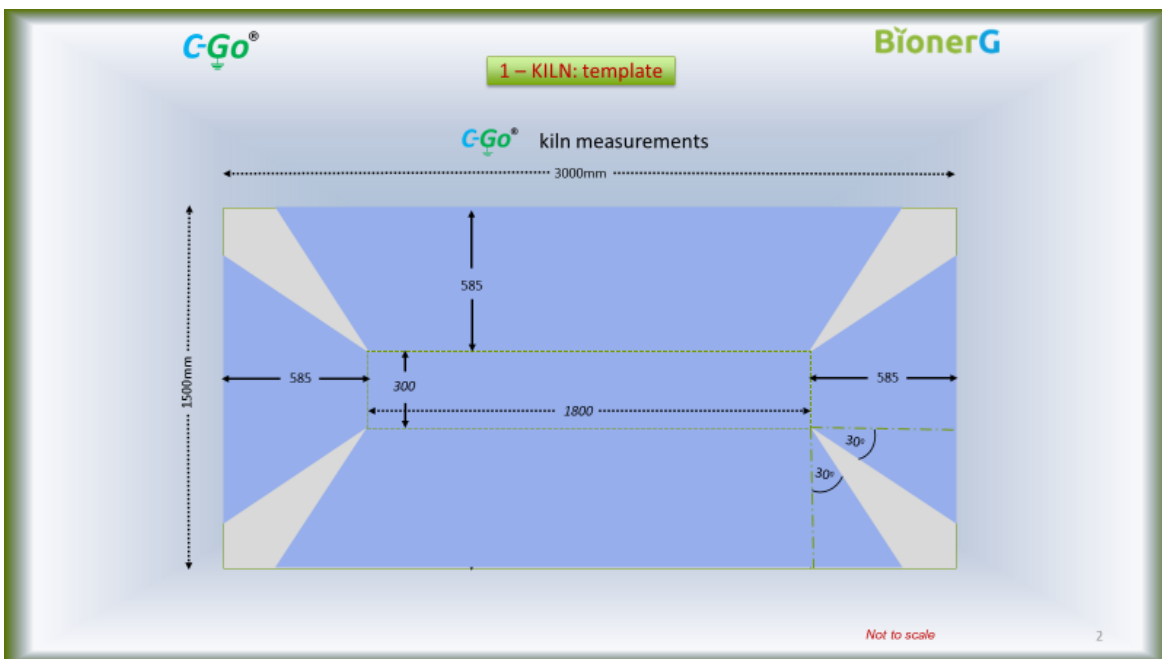 C-Go®
BionerG
1 – KILN: template
C-Go® kiln measurements
3000mm
585
1500mm
585
300
585
1800
30º
30º
Not to scale
2